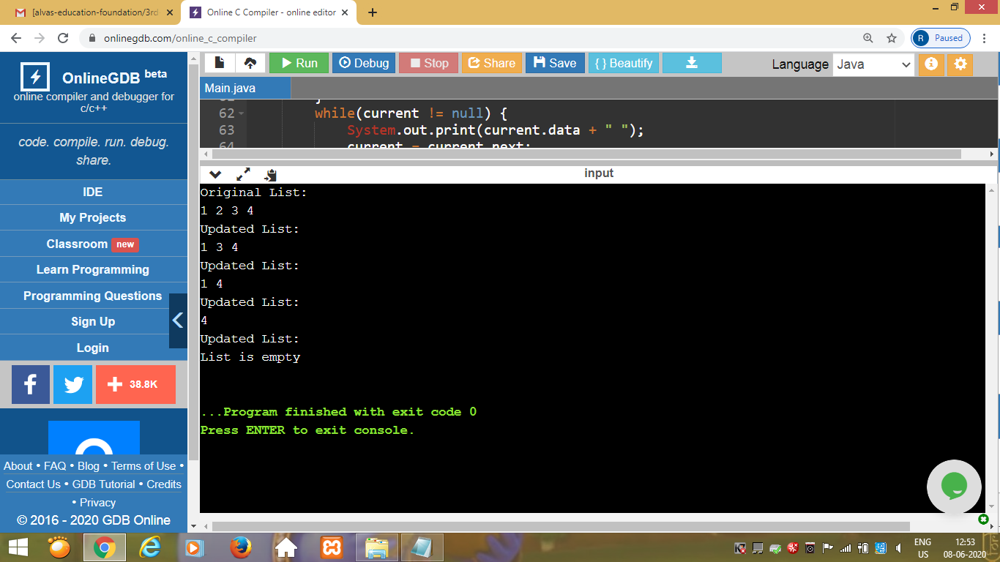 [alvas-education-foundation/3rd
Online C Compiler - online editor
onlinegdb.com/online_c_compiler
R Paused
OnlineGDB beta
online compiler and debugger for
c/c++
code. compile. run. debug.
share.
IDE
My Projects
Classroom new
Learn Programming
Programming Questions
Sign Up
Login
38.8K
About • FAQ • Blog • Terms of Use •
Contact Us • GDB Tutorial • Credits
• Privacy
© 2016 - 2020 GDB Online
Run Debug Stop Share Save { } Beautify Language Java
Main.java
62 while(current != null) {
63 System.out.print(current.data + " ");
64 current = current.next;
input
Original List:
1 2 3 4
Updated List:
1 3 4
Updated List:
1 4
Updated List:
4
Updated List:
List is empty
...Program finished with exit code 0
Press ENTER to exit console.
ENG 12:53
US 08-06-2020